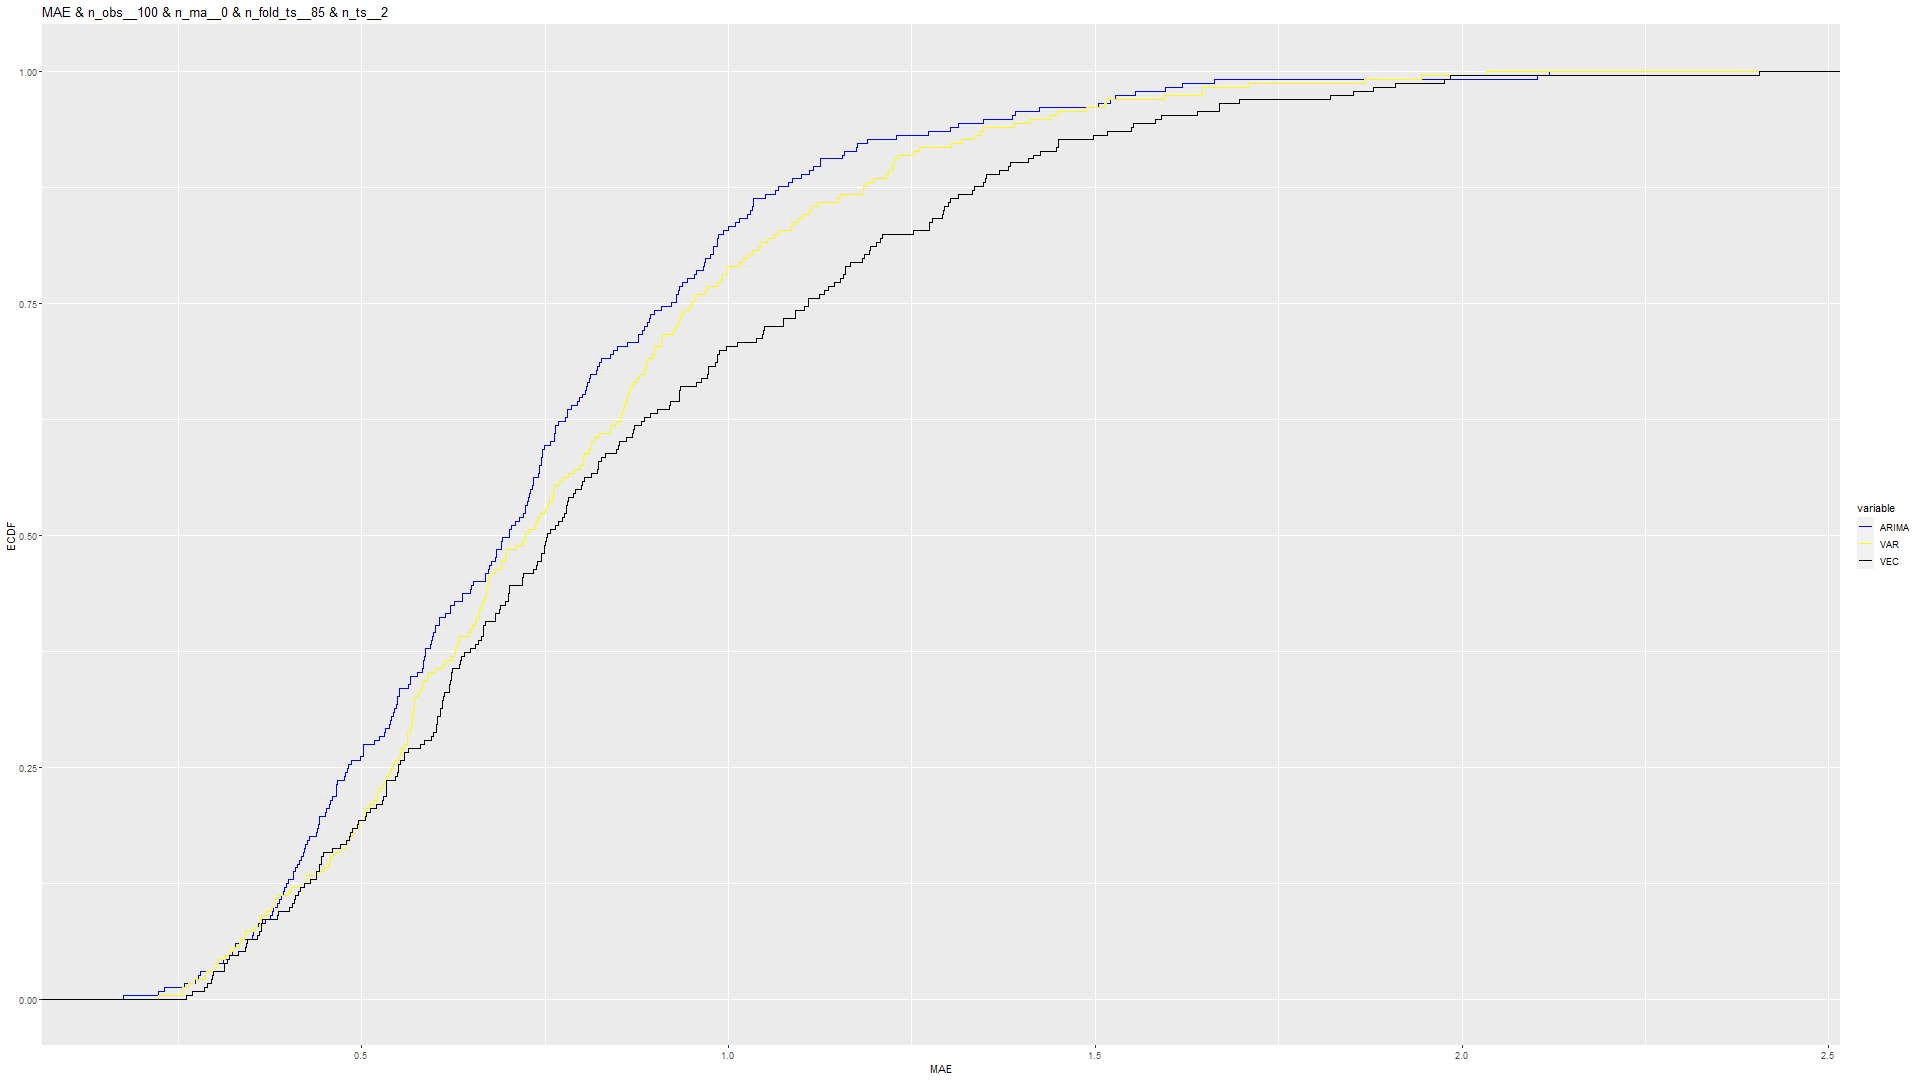 MAE & n_obs__100 & n_ma__0 & n_fold_ts__85 & n_ts__2
1.00
0.75
0.50
0.25
0.00
ECDF
0.5
1.0
1.5
2.0
2.5
MAE
variable
ARIMA
VAR
VEC